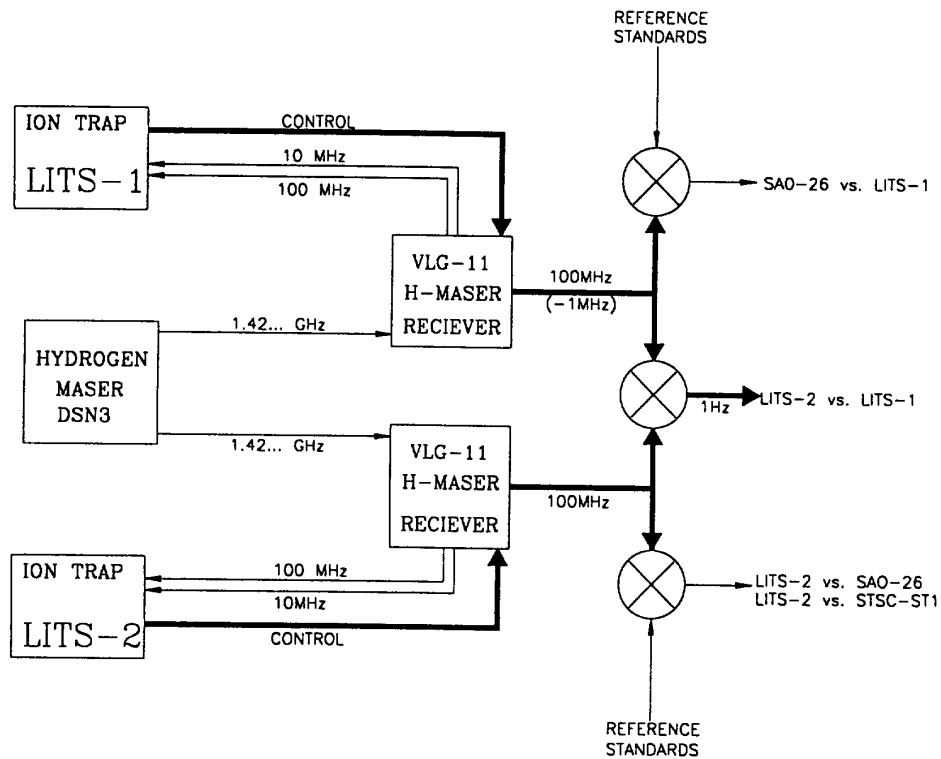 REFERENCE
STANDARDS
ION TRAP
LITS-1
CONTROL
10 MHz
100 MHz
SAO-26 vs. LITS-1
VLG-11
H-MASER
RECIEVER
100MHz
(-1MHz)
1.42... GHz
HYDROGEN
MASER
DSN3
1Hz
LITS-2 vs. LITS-1
1.42... GHz
VLG-11
H-MASER
RECIEVER
100MHz
ION TRAP
LITS-2
100 MHz
10MHz
CONTROL
LITS-2 vs. SAO-26
LITS-2 vs. STSC-ST1
REFERENCE
STANDARDS